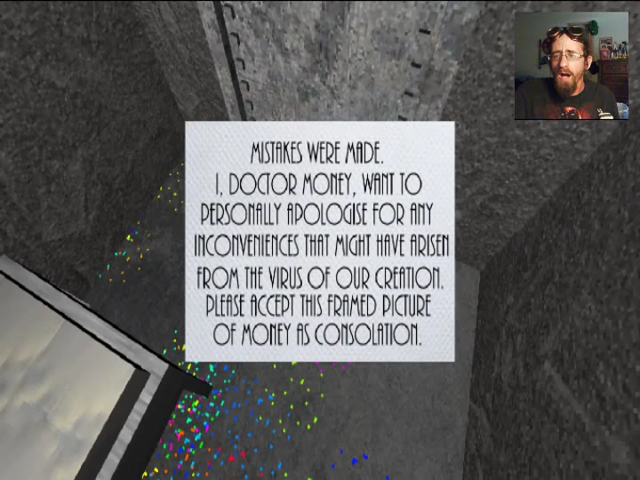 MISTAKES WERE MADE.
I, DOCTOR MONEY, WANT TO
PERSONALLY APOLOGISE FOR ANY
INCONVENIENCES THAT MIGHT HAVE ARISEN
FROM THE VIRUS OF OUR CREATION.
PLEASE ACCEPT THIS FRAMED PICTURE
OF MONEY AS CONSOLATION.